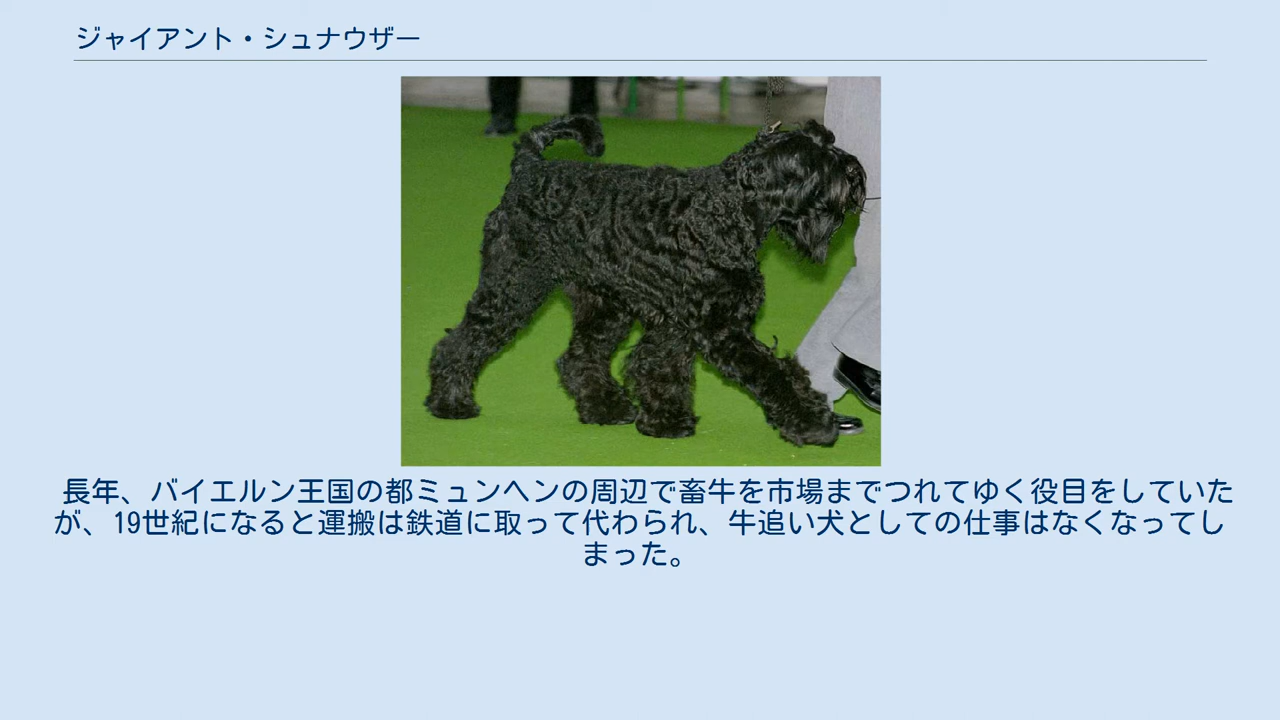 ジャイアント・シュナウザー
長年、バイエルン王国の都ミュンヘンの周辺で畜牛を市場までつれてゆく役目をしていた
が、19世紀になると運搬は鉄道に取って代わられ、牛追い犬としての仕事はなくなってし
まった。